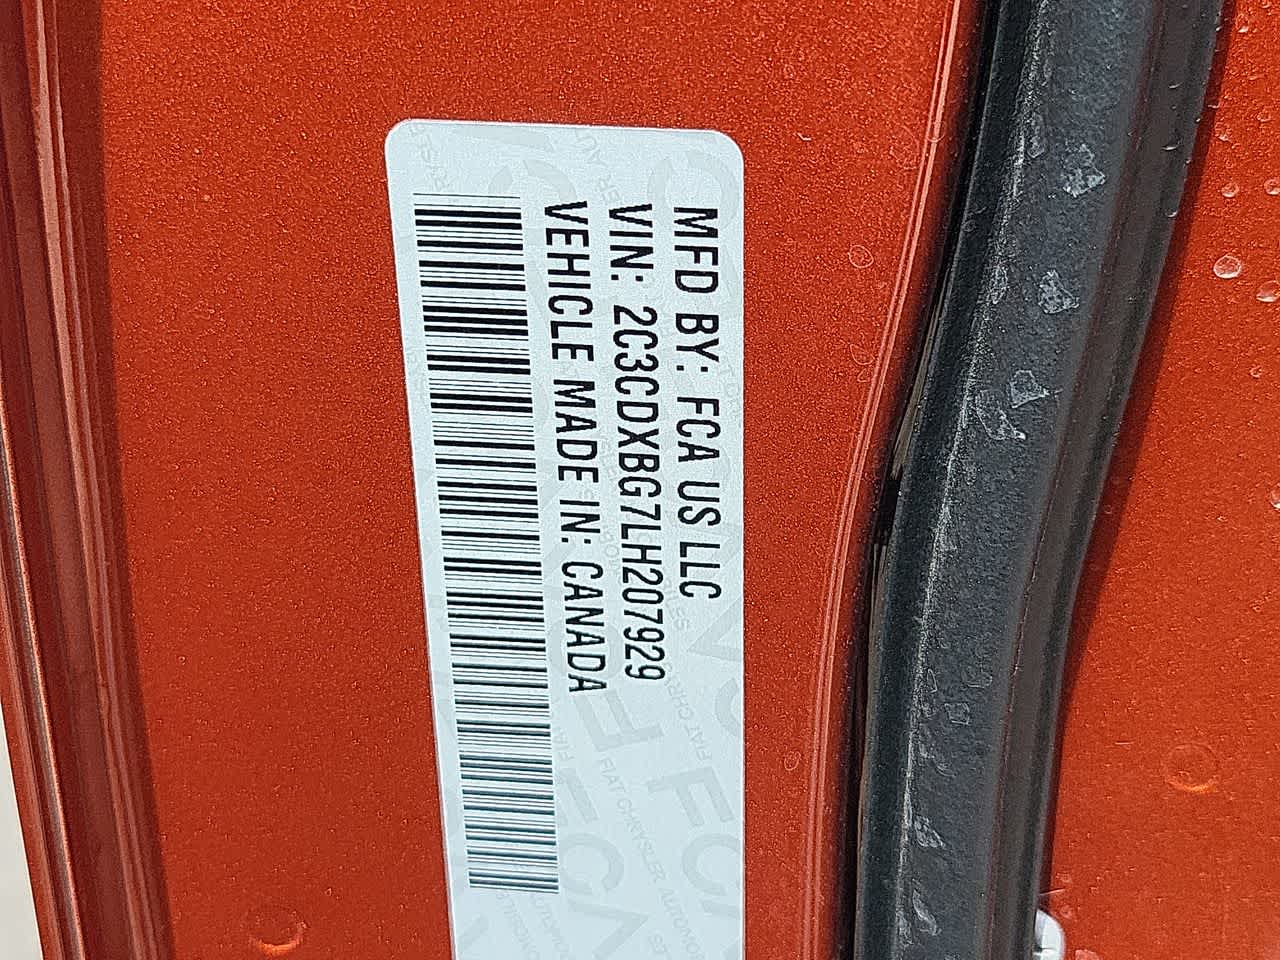 MFD BY: FCA US LLC
VIN: 2C3CDXBG7LH207929
VEHICLE MADE IN: CANADA